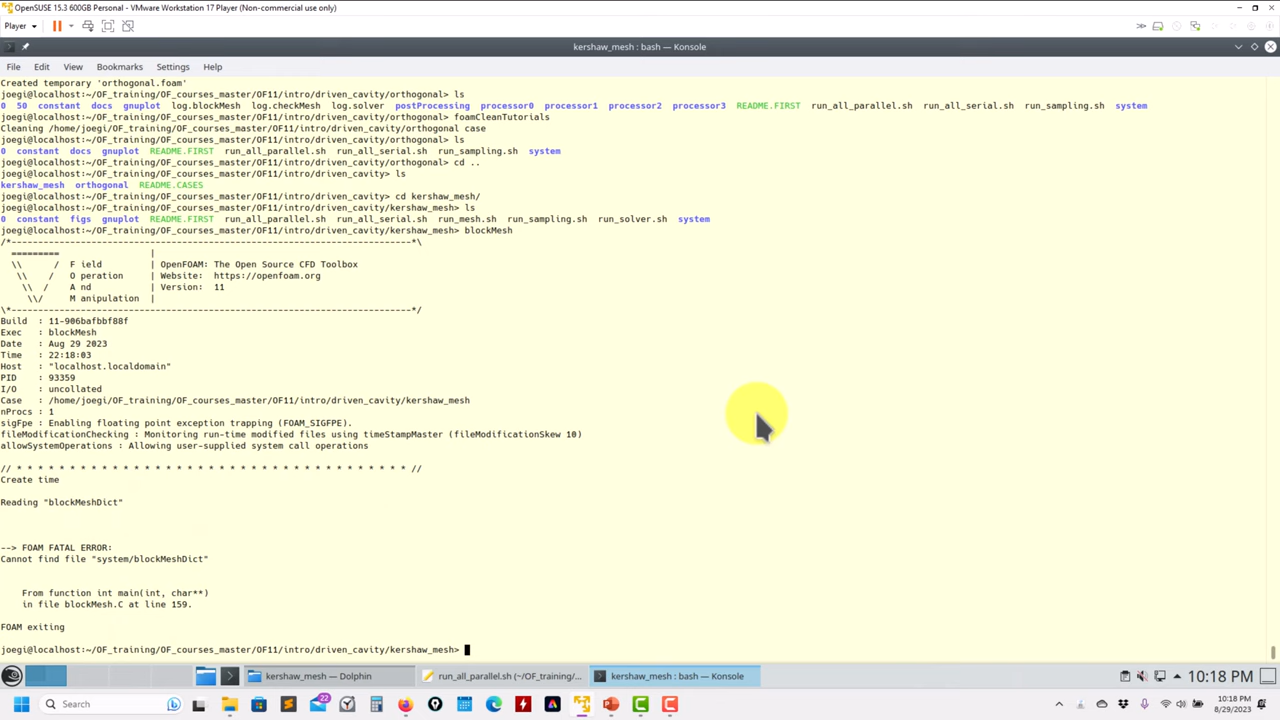 OpenSUSE 15.3 600GB Personal - VMware Workstation 17 Player (Non-commercial use only)
Player
kershaw_mesh : bash — Konsole
File Edit View Bookmarks Settings Help
Created temporary 'orthogonal.foam'
joegi@localhost:~/OF_training/OF_courses_master/OF11/intro/driven_cavity/orthogonal> ls
0 50 constant docs gnuplot log.blockMesh log.checkMesh log.solver postProcessing processor0 processor1 processor2 processor3 README.FIRST run_all_parallel.sh run_all_serial.sh run_sampling.sh system
joegi@localhost:~/OF_training/OF_courses_master/OF11/intro/driven_cavity/orthogonal> foamCleanTutorials
Cleaning /home/joegi/OF_training/OF_courses_master/OF11/intro/driven_cavity/orthogonal case
joegi@localhost:~/OF_training/OF_courses_master/OF11/intro/driven_cavity/orthogonal> ls
0 constant docs gnuplot README.FIRST run_all_parallel.sh run_all_serial.sh run_sampling.sh system
joegi@localhost:~/OF_training/OF_courses_master/OF11/intro/driven_cavity/orthogonal> cd ..
joegi@localhost:~/OF_training/OF_courses_master/OF11/intro/driven_cavity> ls
kershaw_mesh orthogonal README.CASES
joegi@localhost:~/OF_training/OF_courses_master/OF11/intro/driven_cavity> cd kershaw_mesh/
joegi@localhost:~/OF_training/OF_courses_master/OF11/intro/driven_cavity/kershaw_mesh> ls
0 constant figs gnuplot README.FIRST run_all_parallel.sh run_all_serial.sh run_mesh.sh run_sampling.sh run_solver.sh system
joegi@localhost:~/OF_training/OF_courses_master/OF11/intro/driven_cavity/kershaw_mesh> blockMesh
/*---------------------------------------------------------------------------*\
========= |
\\ / F ield | OpenFOAM: The Open Source CFD Toolbox
\\ / O peration | Website: https://openfoam.org
\\ / A nd | Version: 11
\\/ M anipulation |
\*---------------------------------------------------------------------------*/
Build : 11-906bafbbf88f
Exec : blockMesh
Date : Aug 29 2023
Time : 22:18:03
Host : "localhost.localdomain"
PID : 93359
I/O : uncollated
Case : /home/joegi/OF_training/OF_courses_master/OF11/intro/driven_cavity/kershaw_mesh
nProcs : 1
sigFpe : Enabling floating point exception trapping (FOAM_SIGFPE).
fileModificationChecking : Monitoring run-time modified files using timeStampMaster (fileModificationSkew 10)
allowSystemOperations : Allowing user-supplied system call operations
// * * * * * * * * * * * * * * * * * * * * * * * * * * * * * * * * * * * * * //
Create time
Reading "blockMeshDict"
--> FOAM FATAL ERROR:
Cannot find file "system/blockMeshDict"
From function int main(int, char**)
in file blockMesh.C at line 159.
FOAM exiting
joegi@localhost:~/OF_training/OF_courses_master/OF11/intro/driven_cavity/kershaw_mesh>
kershaw_mesh — Dolphin
run_all_parallel.sh (~/OF_training/...
kershaw_mesh : bash — Konsole
10:18 PM
Search
22
10:18 PM
8/29/2023